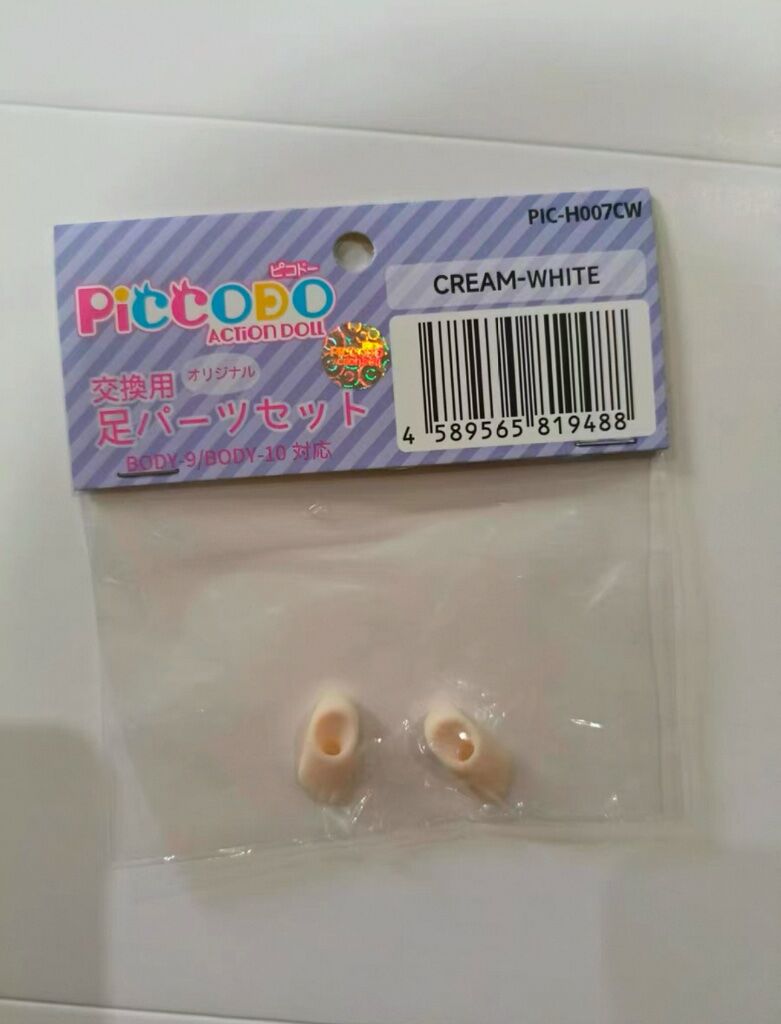 PIC-H007CW
ピコドー
PiCCODO
ACTION DOLL
CREAM-WHITE
交換用 オリジナル
足パーツセット
BODY-9/BODY-10 対応
4 589565 819488